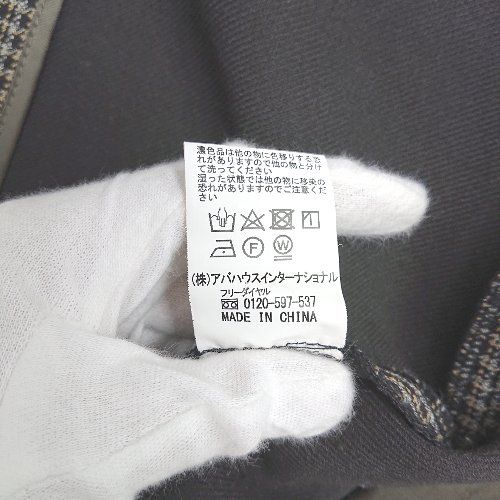 濃色品は他の物に色移りする恐
れがありますので他の物と分け
て洗ってください
湿った状態では他の物に移染の
恐れがありますのでご注意くだ
さい
F
W
(株)アバハウスインターナショナル
フリーダイヤル
0120-597-537
MADE IN CHINA